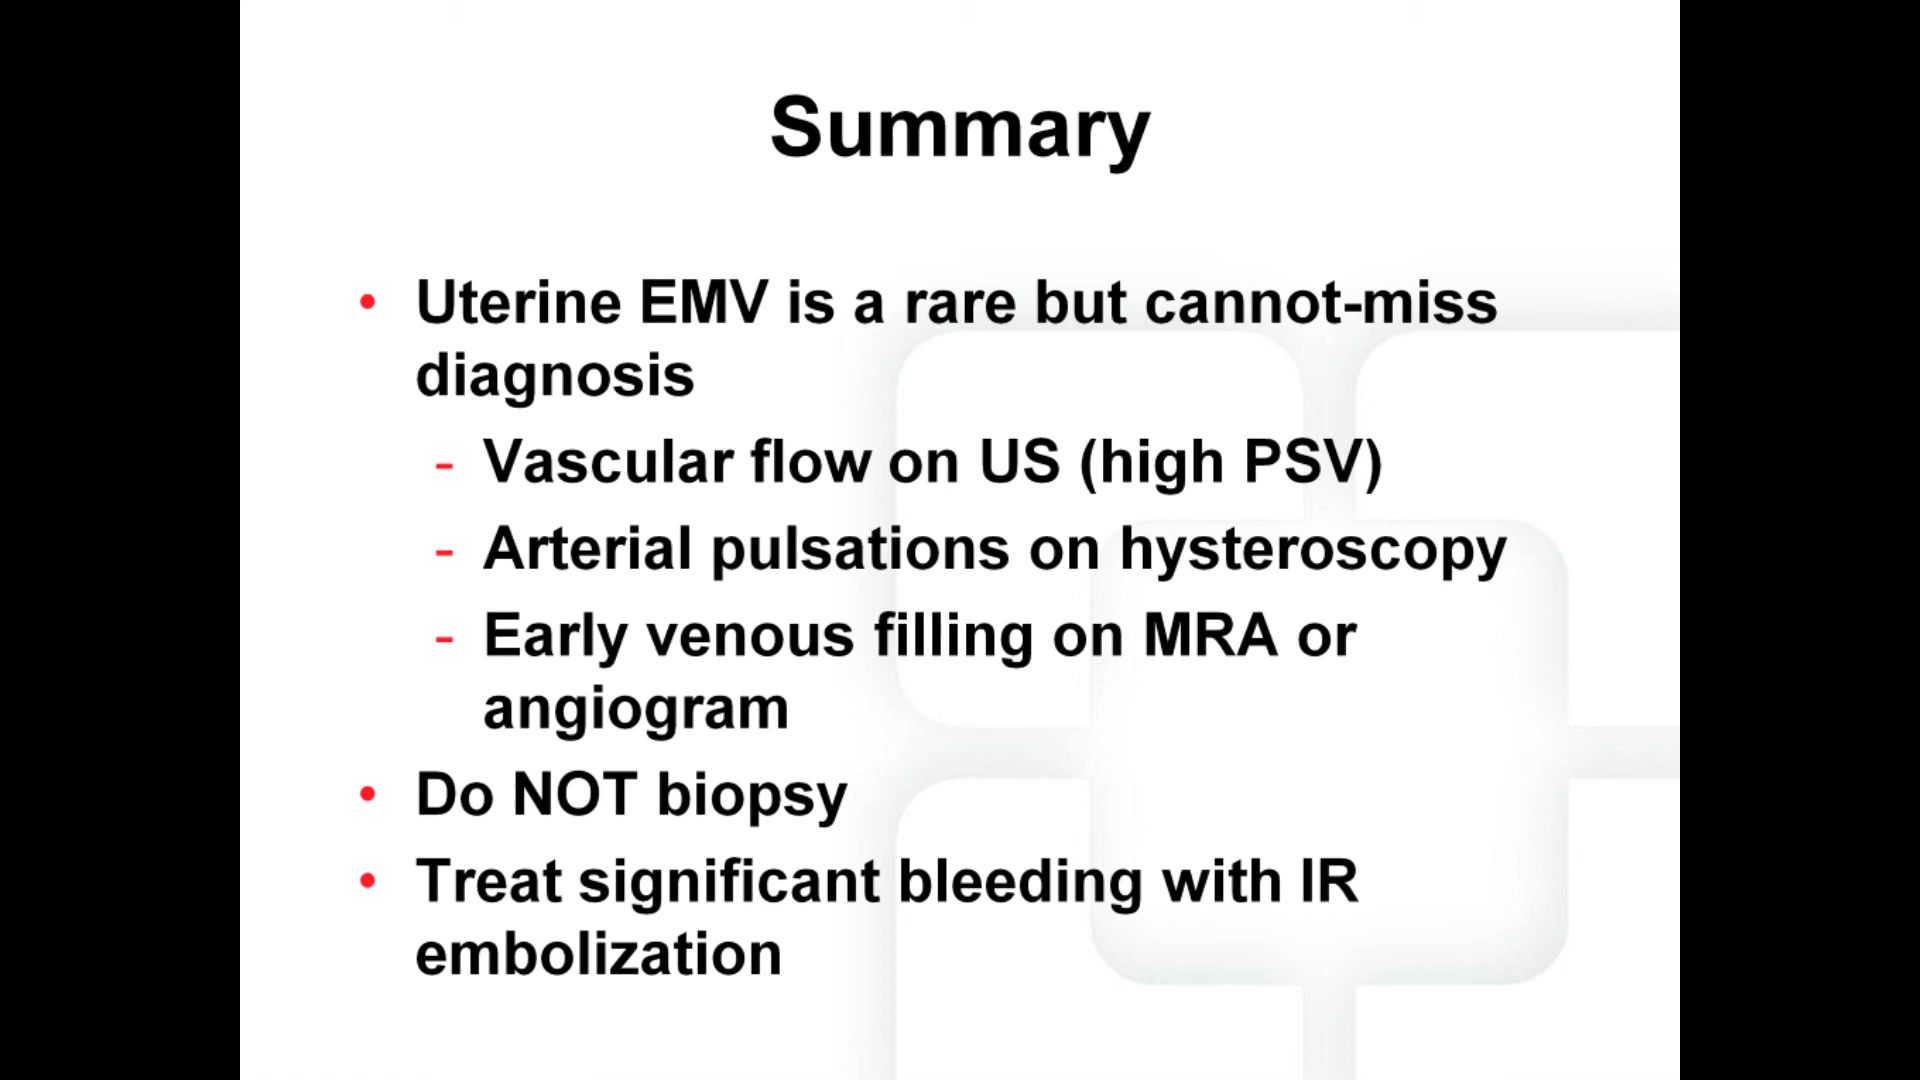 Summary
• Uterine EMV is a rare but cannot-miss
diagnosis
- Vascular flow on US (high PSV)
- Arterial pulsations on hysteroscopy
- Early venous filling on MRA or
angiogram
• Do NOT biopsy
• Treat significant bleeding with IR
embolization